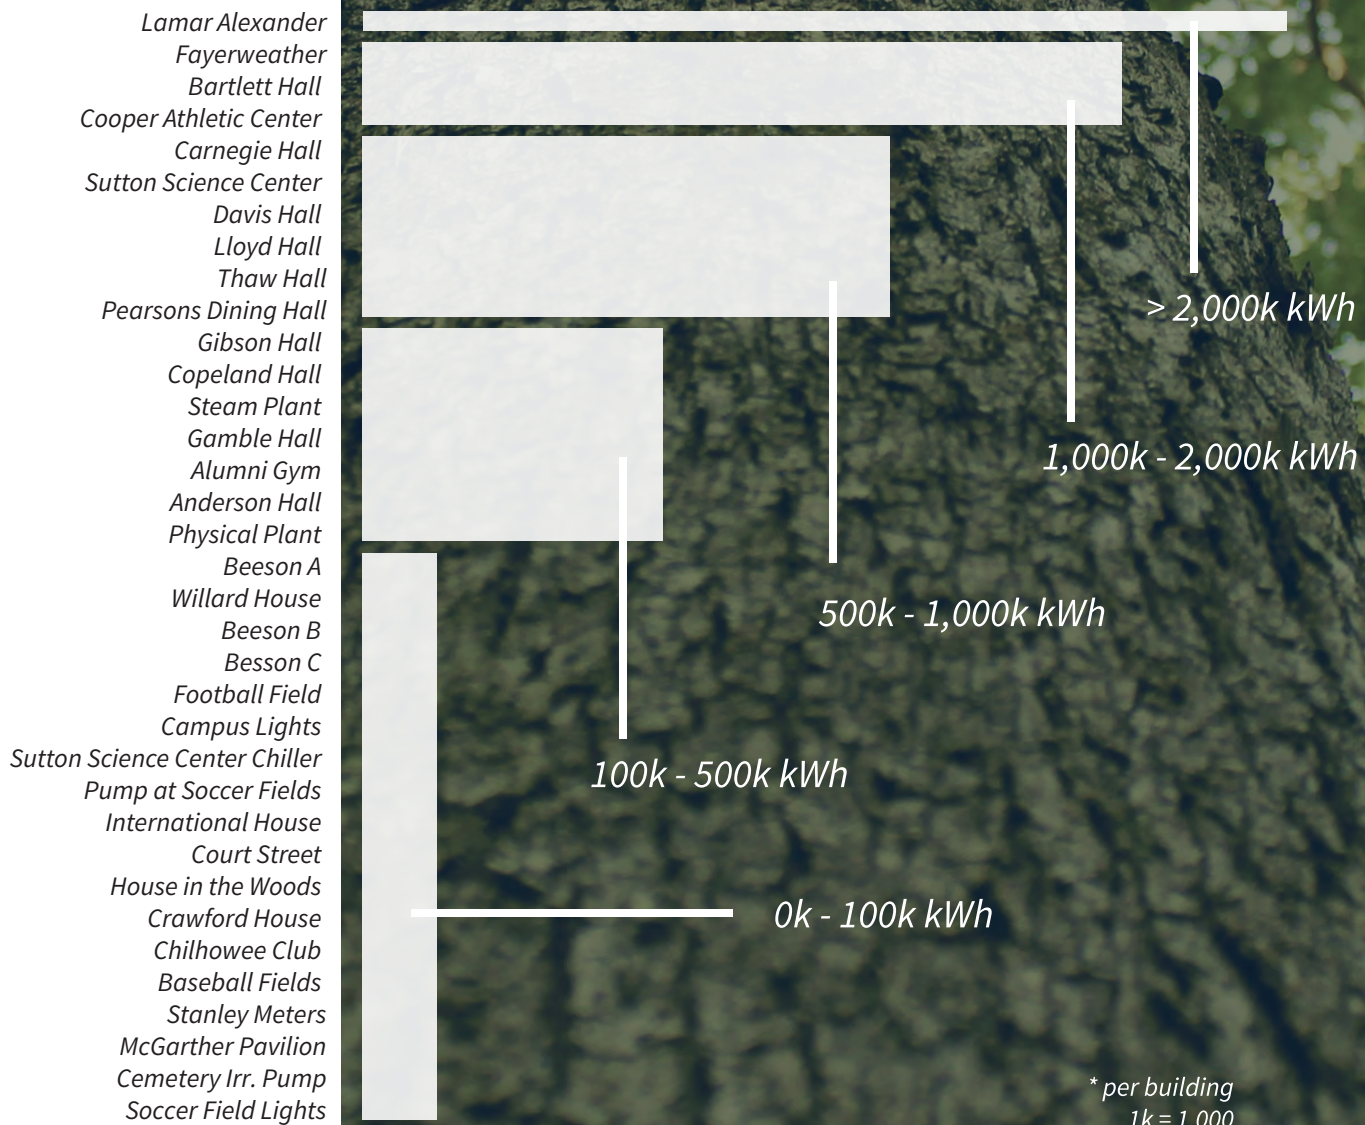 Lamar Alexander
Fayerweather
Bartlett Hall
Cooper Athletic Center
Carnegie Hall
Sutton Science Center
Davis Hall
Lloyd Hall
Thaw Hall
Pearsons Dining Hall
Gibson Hall
Copeland Hall
Steam Plant
Gamble Hall
Alumni Gym
Anderson Hall
Physical Plant
Beeson A
Willard House
Beeson B
Besson C
Football Field
Campus Lights
Sutton Science Center Chiller
Pump at Soccer Fields
International House
Court Street
House in the Woods
Crawford House
Chilhowee Club
Baseball Fields
Stanley Meters
McGarther Pavilion
Cemetery Irr. Pump
Soccer Field Lights
> 2,000k kWh
1,000k - 2,000k kWh
500k - 1,000k kWh
100k - 500k kWh
0k - 100k kWh
* per building
1k = 1,000